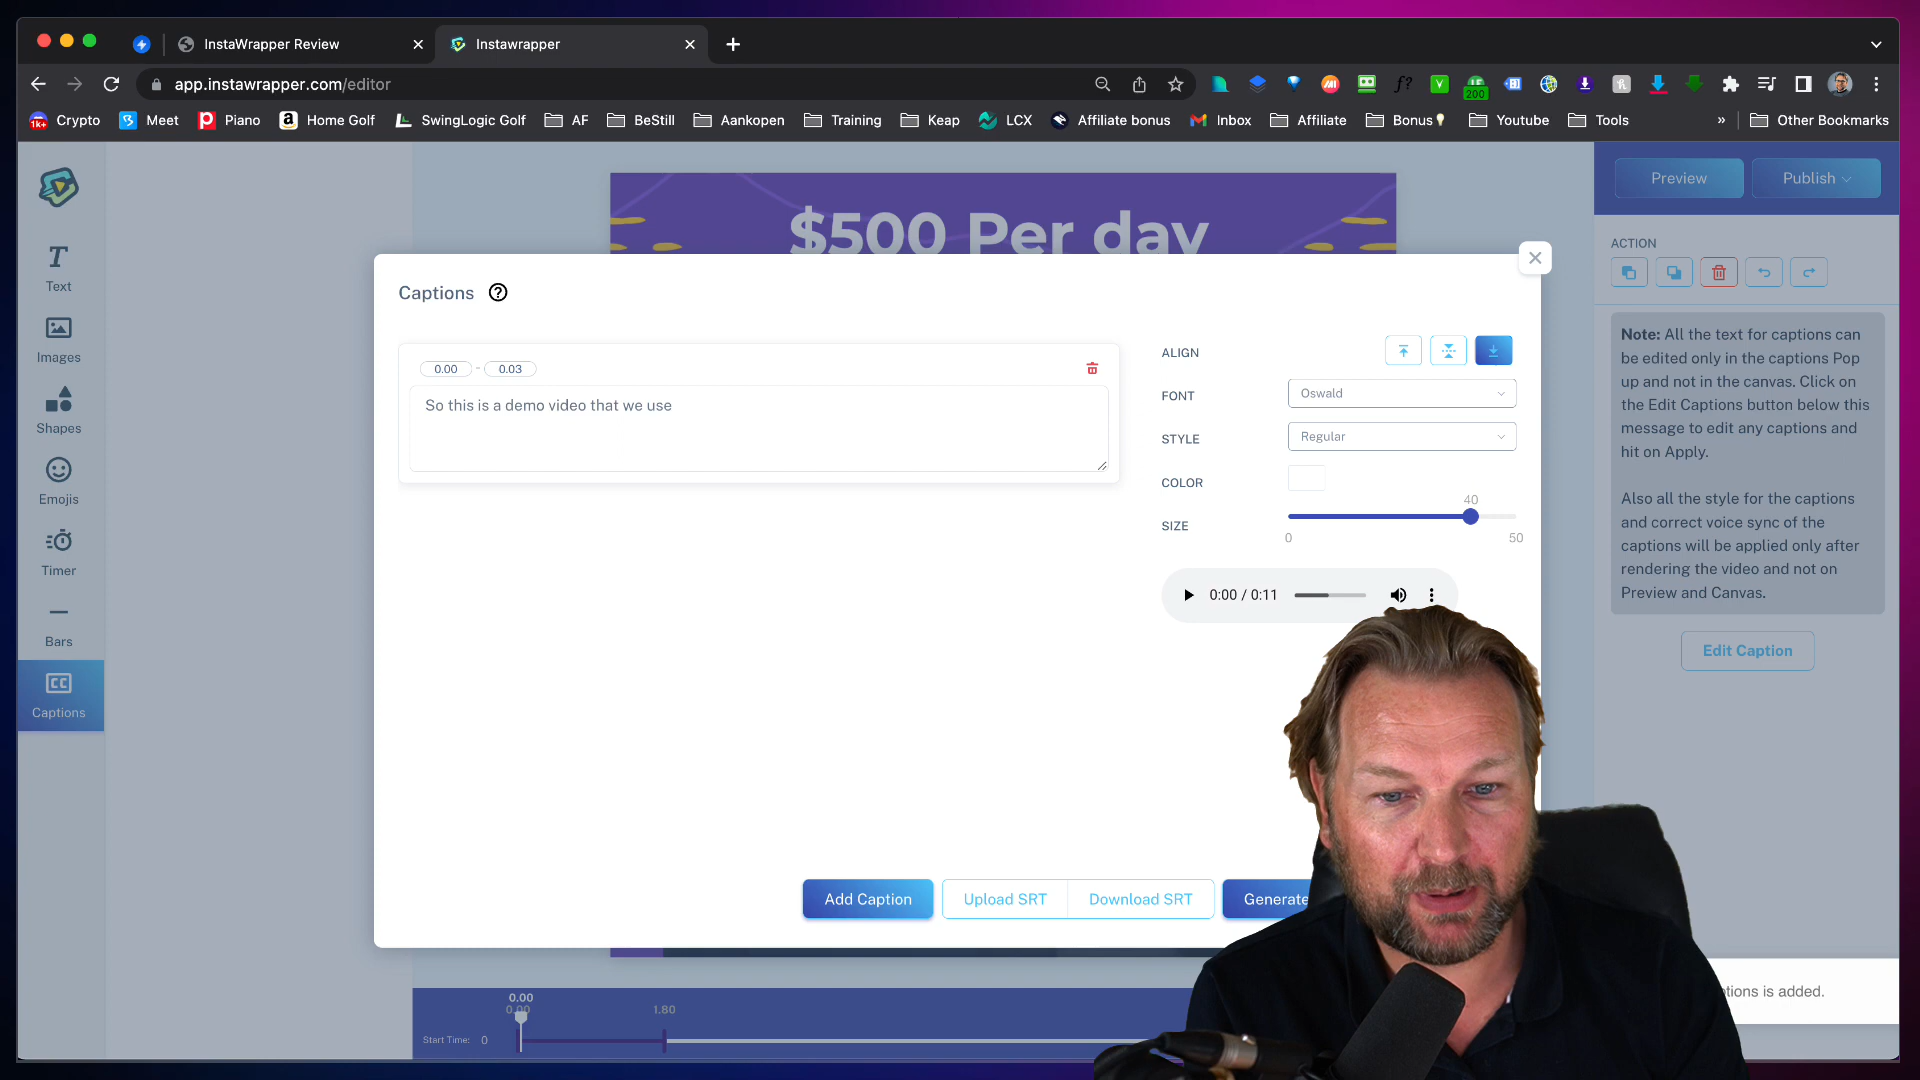 InstaWrapper Review
Instawrapper
app.instawrapper.com/editor
200
1k+
Crypto
Meet
Piano
Home Golf
SwingLogic Golf
AF
BeStill
Aankopen
Training
Keap
LCX
Affiliate bonus
Inbox
Affiliate
Bonus
Youtube
Tools
»
Other Bookmarks
Text
Images
Shapes
Emojis
Timer
Bars
Captions
$500 Per day
Captions
0.00 - 0.03
So this is a demo video that we use
ALIGN
FONT
Oswald
STYLE
Regular
COLOR
SIZE
40
0
50
0:00 / 0:11
Add Caption
Upload SRT
Download SRT
Generate
Preview
Publish
ACTION
Note: All the text for captions can
be edited only in the captions Pop
up and not in the canvas. Click on
the Edit Captions button below this
message to edit any captions and
hit on Apply.
Also all the style for the captions
and correct voice sync of the
captions will be applied only after
rendering the video and not on
Preview and Canvas.
Edit Caption
tions is added.
0.00
0.00
1.80
Start Time: 0